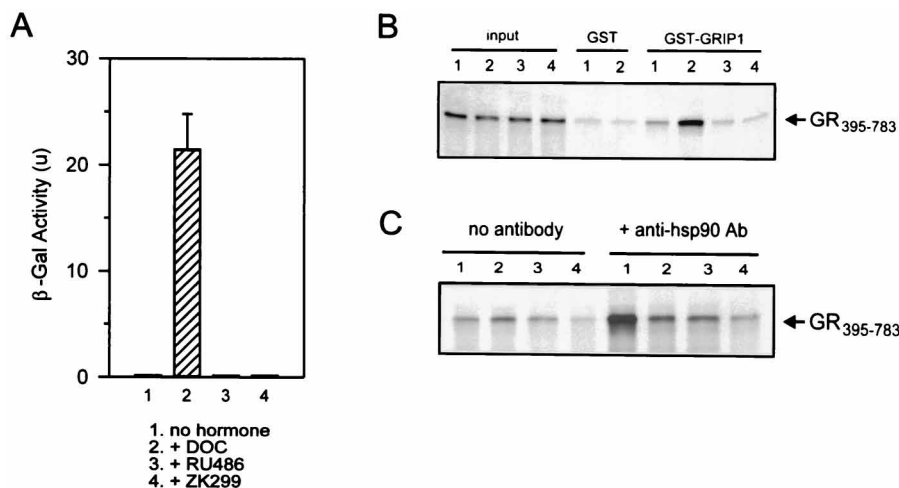 A
β-Gal Activity (u)
30
20
10
0
1 2 3 4
1. no hormone
2. + DOC
3. + RU486
4. + ZK299
B
input GST GST-GRIP1
1 2 3 4 1 2 1 2 3 4
GR395-783
C
no antibody + anti-hsp90 Ab
1 2 3 4 1 2 3 4
GR395-783